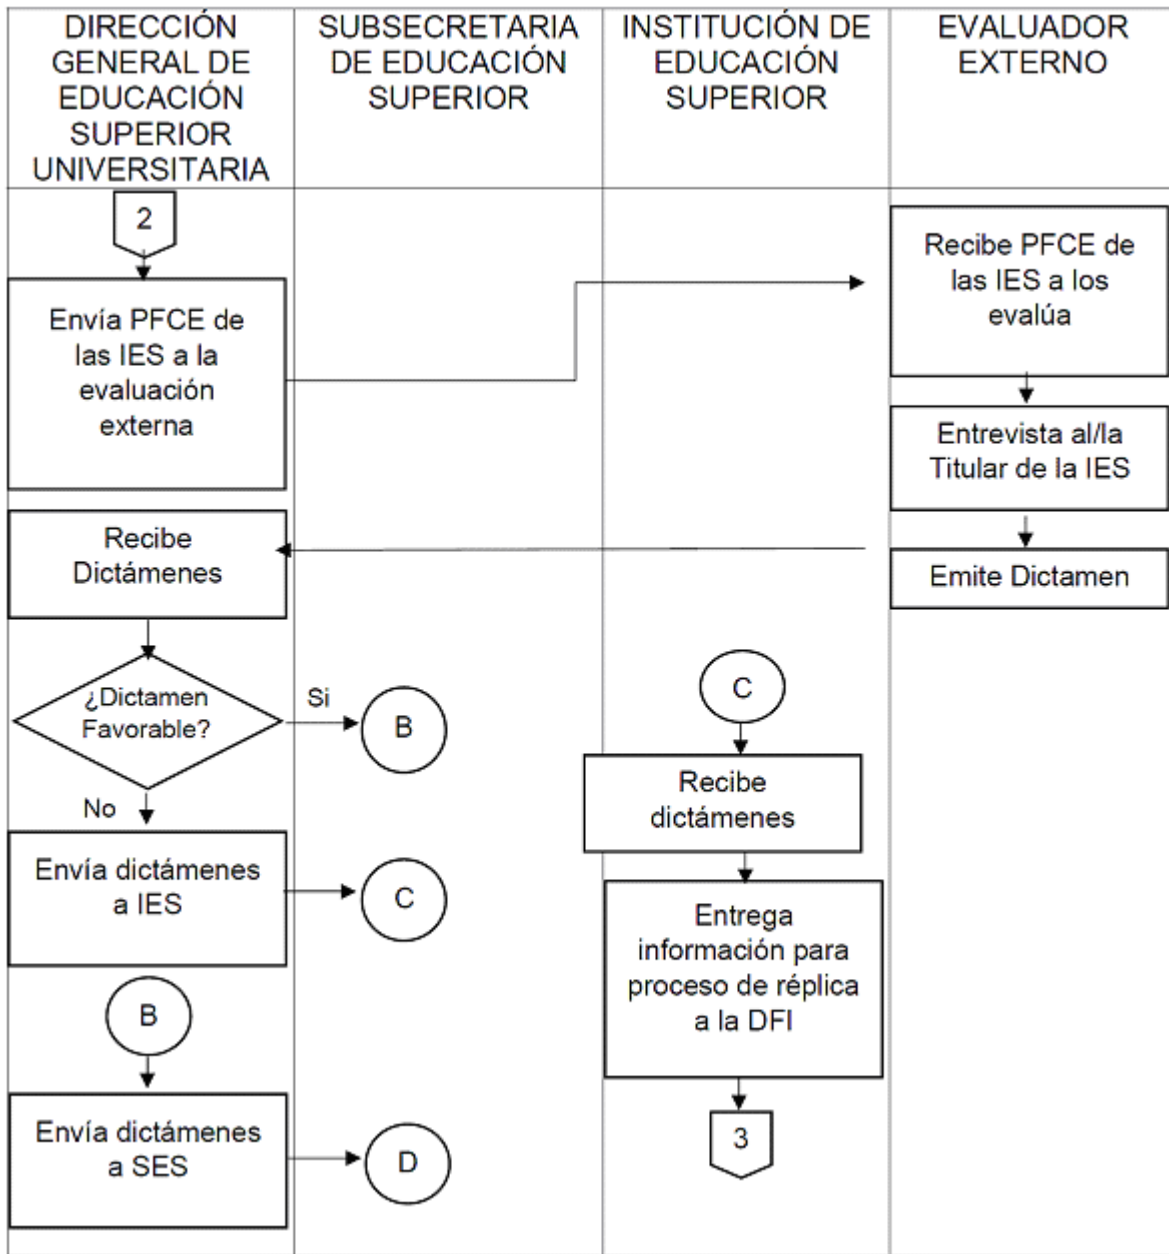 DIRECCIÓN
GENERAL DE
EDUCACIÓN
SUPERIOR
UNIVERSITARIA
SUBSECRETARIA
DE EDUCACIÓN
SUPERIOR
INSTITUCIÓN DE
EDUCACIÓN
SUPERIOR
EVALUADOR
EXTERNO
2
Envía PFCE de
las IES a la
evaluación
externa
Recibe PFCE de
las IES a los
evalúa
Entrevista al/la
Titular de la IES
Emite Dictamen
Recibe
Dictámenes
¿Dictamen
Favorable?
Si
B
No
Envía dictámenes
a IES
C
C
Recibe
dictámenes
Entrega
información para
proceso de réplica
a la DFI
3
B
Envía dictámenes
a SES
D